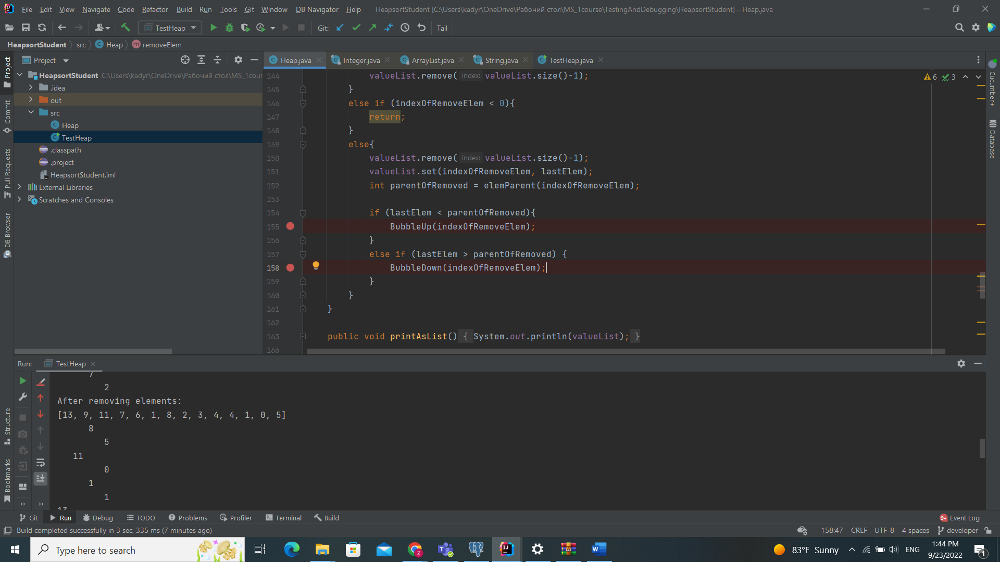 File Edit View Navigate Code Refactor Build Run Tools Git Window DB Navigator Help HeapsortStudent [C:\Users\kadyr\OneDrive\Рабочий стол\MS_1course\TestingAndDebugging\HeapsortStudent] - Heap.java
TestHeap Git: Tail
HeapsortStudent src Heap removeElem
Project
Heap.java Integer.java ArrayList.java String.java TestHeap.java
HeapsortStudent C:\Users\kadyr\OneDrive\Рабочий стол\MS_1cour
.idea
out
src
Heap
TestHeap
.classpath
.project
HeapsortStudent.iml
External Libraries
Scratches and Consoles
Project
Commit
Pull Requests
DB Browser
Structure
Bookmarks
6 3
144 valueList.remove( index: valueList.size()-1);
145 }
146 else if (indexOfRemoveElem < 0){
147 return;
148 }
149 else{
150 valueList.remove( index: valueList.size()-1);
151 valueList.set(indexOfRemoveElem, lastElem);
152 int parentOfRemoved = elemParent(indexOfRemoveElem);
153
154 if (lastElem < parentOfRemoved){
155 BubbleUp(indexOfRemoveElem);
156 }
157 else if (lastElem > parentOfRemoved) {
158 BubbleDown(indexOfRemoveElem);
159 }
160 }
161 }
162
163 public void printAsList() { System.out.println(valueList); }
166
Cucumber+
Database
Run: TestHeap
7
2
After removing elements:
[13, 9, 11, 7, 6, 1, 8, 2, 3, 4, 4, 1, 0, 5]
8
5
11
0
1
1
13
Git Run Debug TODO Problems Profiler Terminal Build 9+ Event Log
Build completed successfully in 3 sec, 335 ms (7 minutes ago) 158:47 CRLF UTF-8 4 spaces developer
Type here to search 83°F Sunny ENG 1:44 PM
9/23/2022 1